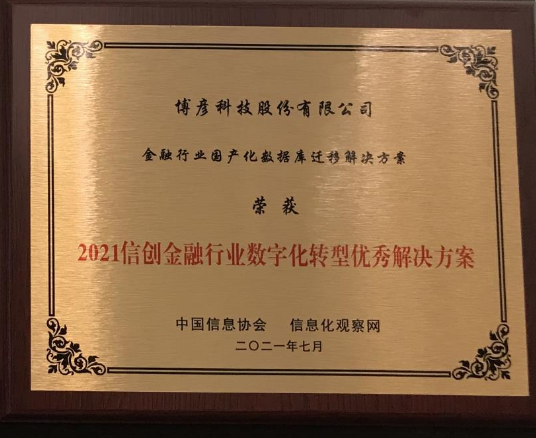 博彦科技股份有限公司
金融行业国产化数据库迁移解决方案
荣获
2021信创金融行业数字化转型优秀解决方案
中国信息协会 信息化观察网
二〇二一年七月